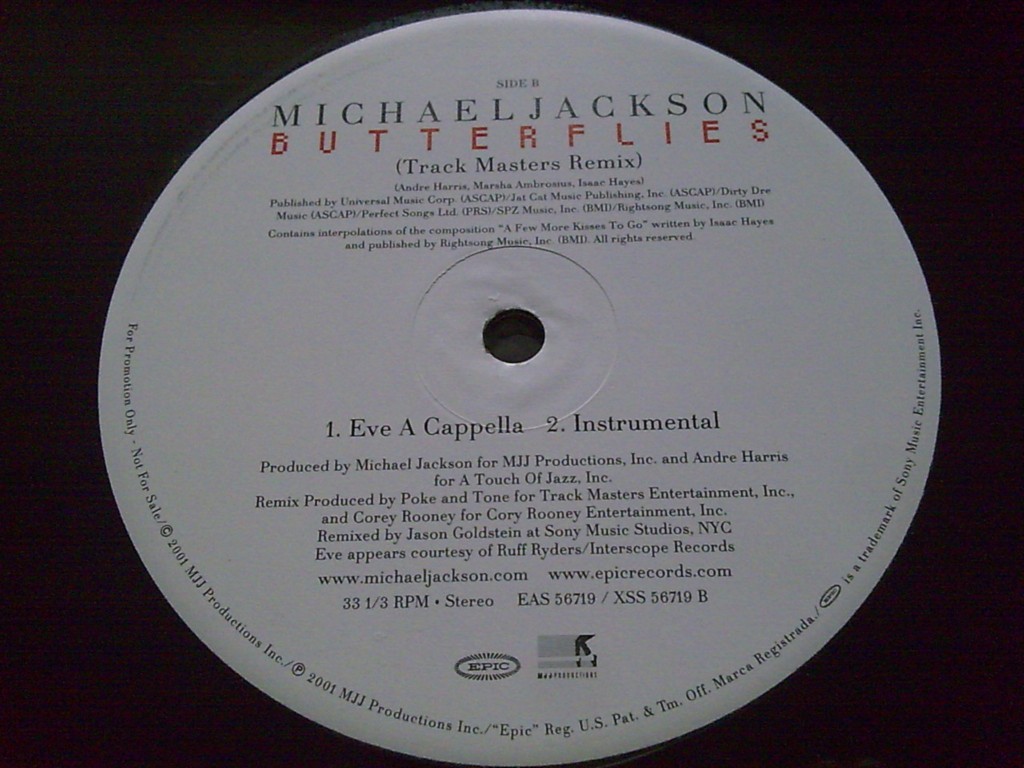 SIDE B
MICHAEL JACKSON
BUTTERFLIES
(Track Masters Remix)
(Andre Harris, Marsha Ambrosius, Isaac Hayes)
Published by Universal Music Corp. (ASCAP)/Jat Cat Music Publishing, Inc. (ASCAP)/Dirty Dre
Music (ASCAP)/Perfect Songs Ltd. (PRS)/SPZ Music, Inc. (BMI)/Rightsong Music, Inc. (BMI)
Contains interpolations of the composition "A Few More Kisses To Go" written by Isaac Hayes
and published by Rightsong Music, Inc. (BMI). All rights reserved.
1. Eve A Cappella 2. Instrumental
Produced by Michael Jackson for MJJ Productions, Inc. and Andre Harris
for A Touch Of Jazz, Inc.
Remix Produced by Poke and Tone for Track Masters Entertainment, Inc.,
and Corey Rooney for Cory Rooney Entertainment, Inc.
Remixed by Jason Goldstein at Sony Music Studios, NYC
Eve appears courtesy of Ruff Ryders/Interscope Records
www.michaeljackson.com www.epicrecords.com
33 1/3 RPM • Stereo EAS 56719 / XSS 56719 B
EPIC
MJJPRODUCTIONS
For Promotion Only - Not For Sale/© 2001 MJJ Productions Inc./℗ 2001 MJJ Productions Inc./"Epic" Reg. U.S. Pat. & Tm. Off. Marca Registrada./EPIC is a trademark of Sony Music Entertainment Inc.